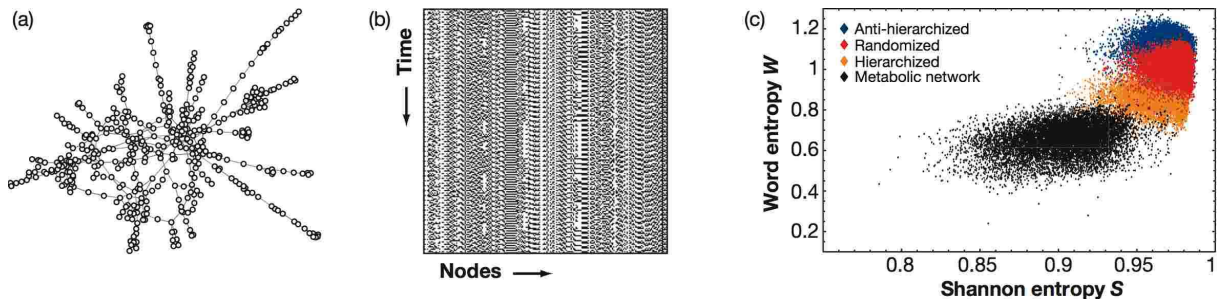 (a)
(b)
Time
Nodes
(c)
Word entropy W
1.2
1
0.8
0.6
0.4
0.2
Anti-hierarchized
Randomized
Hierarchized
Metabolic network
0.8
0.85
0.9
0.95
1
Shannon entropy S